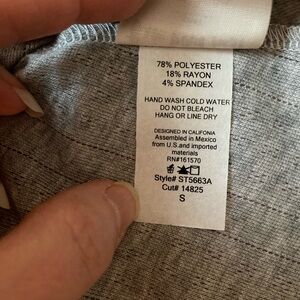 78% POLYESTER
18% RAYON
4% SPANDEX
HAND WASH COLD WATER
DO NOT BLEACH
HANG OR LINE DRY
DESIGNED IN CALIFONIA
Assembled in Mexico
from U.S. and imported
materials
RN#161570
Style# ST5663A
Cut# 14825
S